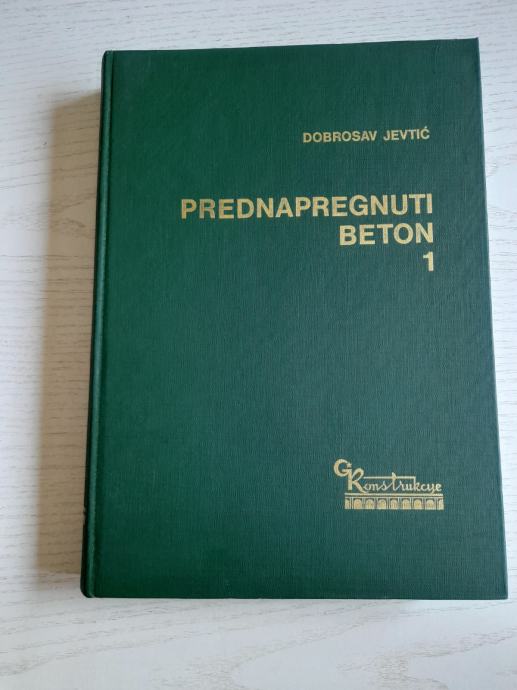 DOBROSAV JEVTIĆ
PREDNAPREGNUTI
BETON
1
GKonstrukcije